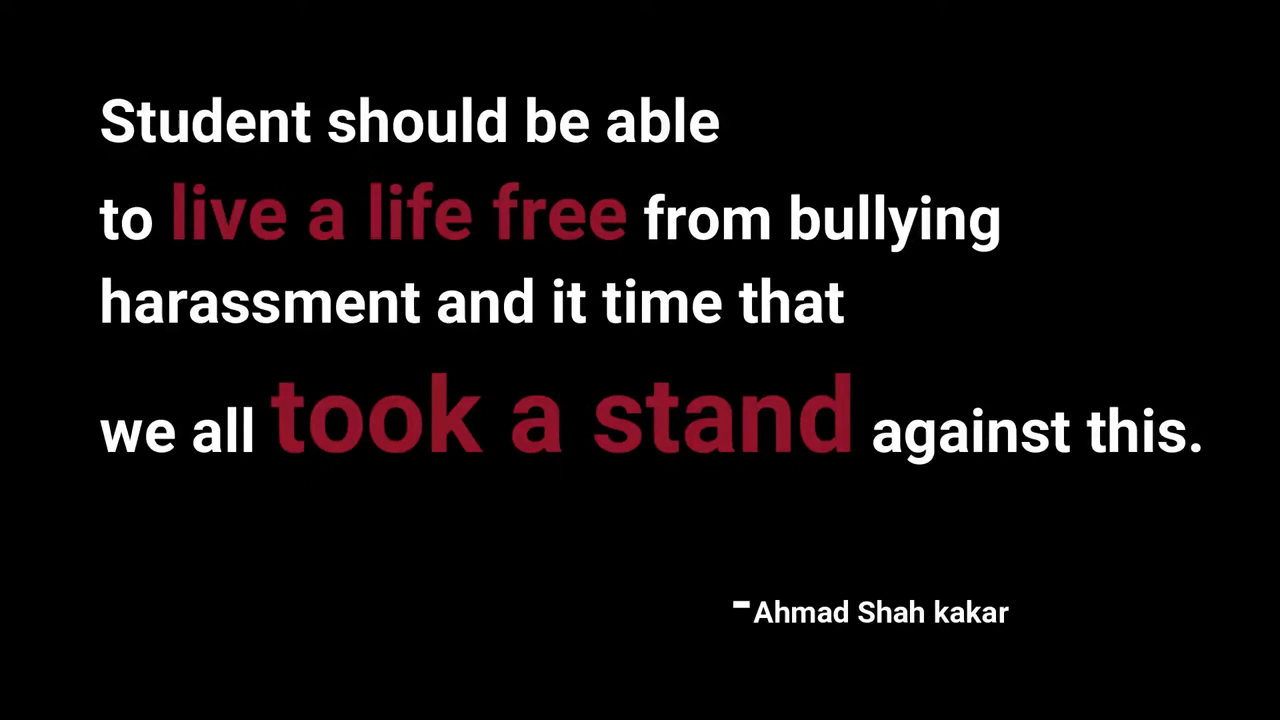 Student should be able
to live a life free from bullying
harassment and it time that
we all took a stand against this.
-Ahmad Shah kakar